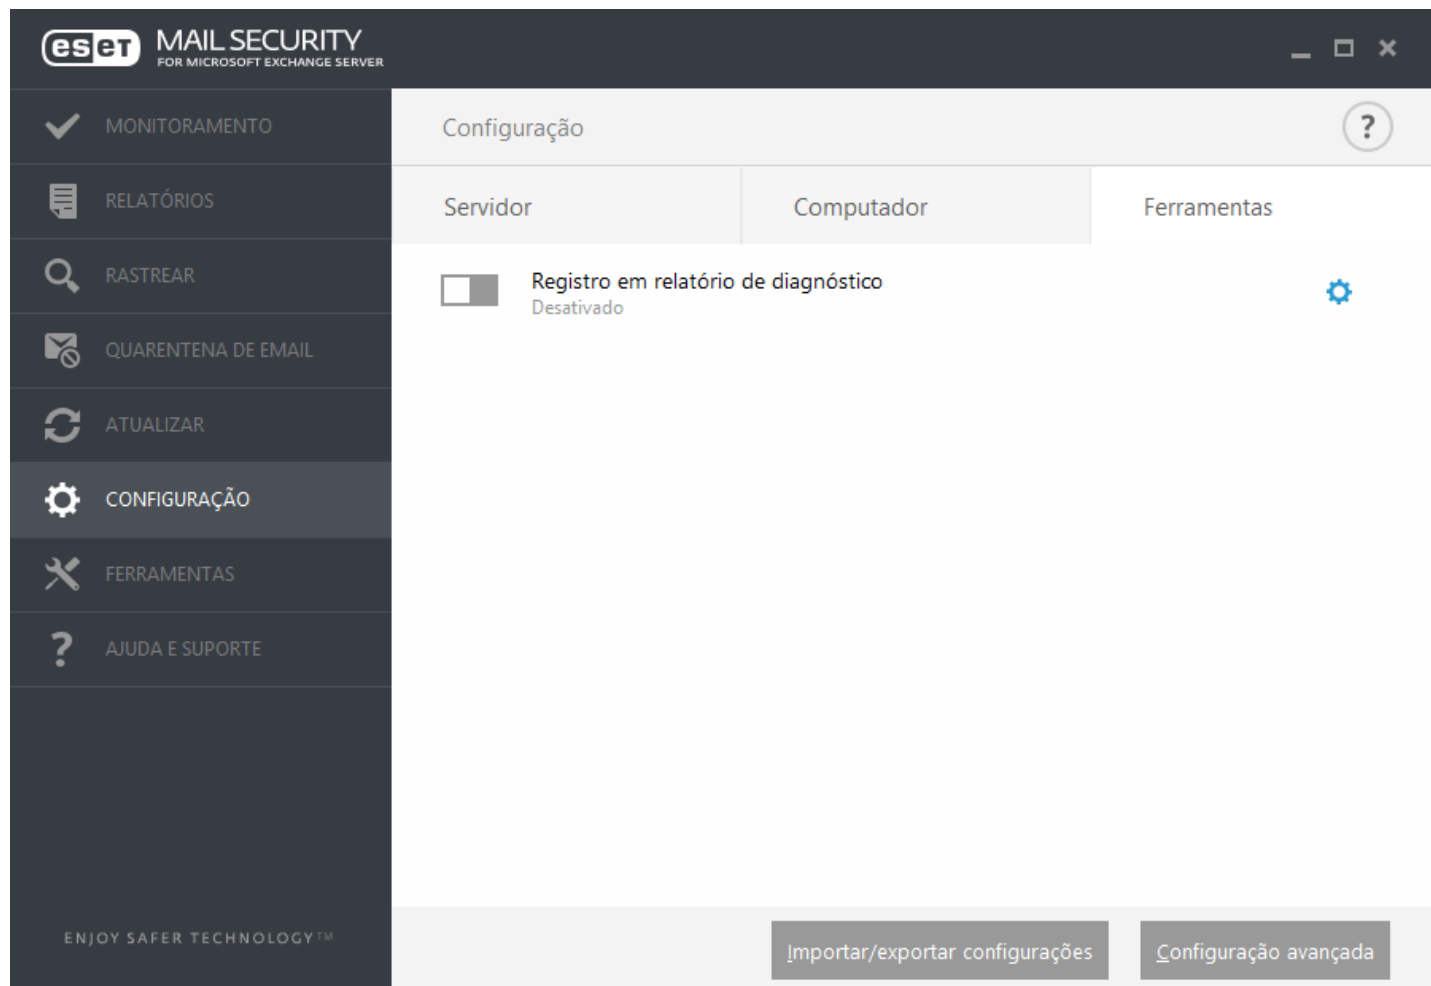 eset MAIL SECURITY
FOR MICROSOFT EXCHANGE SERVER
MONITORAMENTO
RELATÓRIOS
RASTREAR
QUARENTENA DE EMAIL
ATUALIZAR
CONFIGURAÇÃO
FERRAMENTAS
AJUDA E SUPORTE
ENJOY SAFER TECHNOLOGY™
Configuração
?
Servidor
Computador
Ferramentas
Registro em relatório de diagnóstico
Desativado
Importar/exportar configurações
Configuração avançada